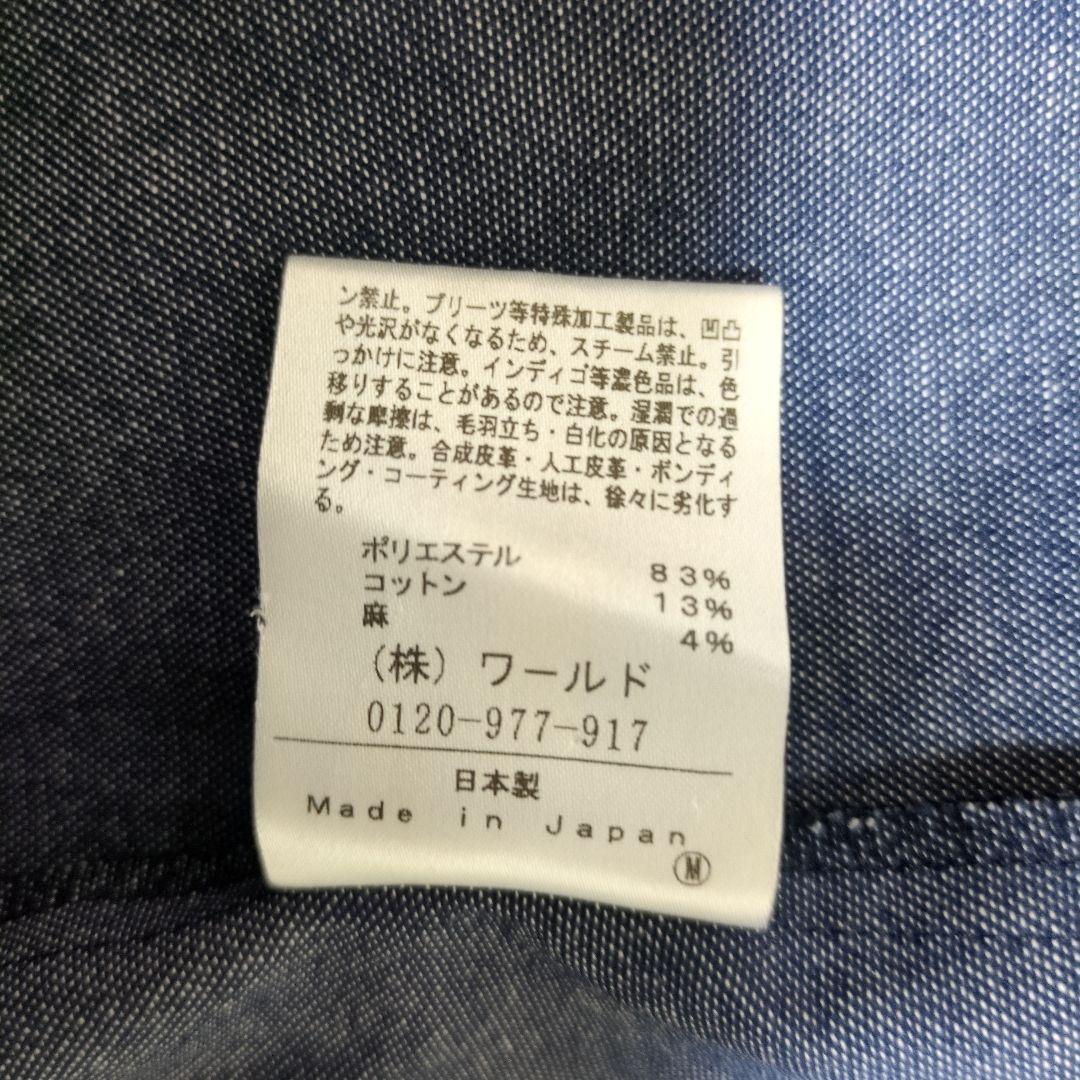 ン禁止。プリーツ等特殊加工製品は、凹凸
や光沢がなくなるため、スチーム禁止。引
っかけに注意。インディゴ等濃色品は、色
移りすることがあるので注意。湿潤での過
剰な摩擦は、毛羽立ち・白化の原因となる
ため注意。合成皮革・人工皮革・ボンディ
ング・コーティング生地は、徐々に劣化す
る。
ポリエステル 83%
コットン 13%
麻 4%
(株) ワールド
0120-977-917
日本製
Made in Japan
M